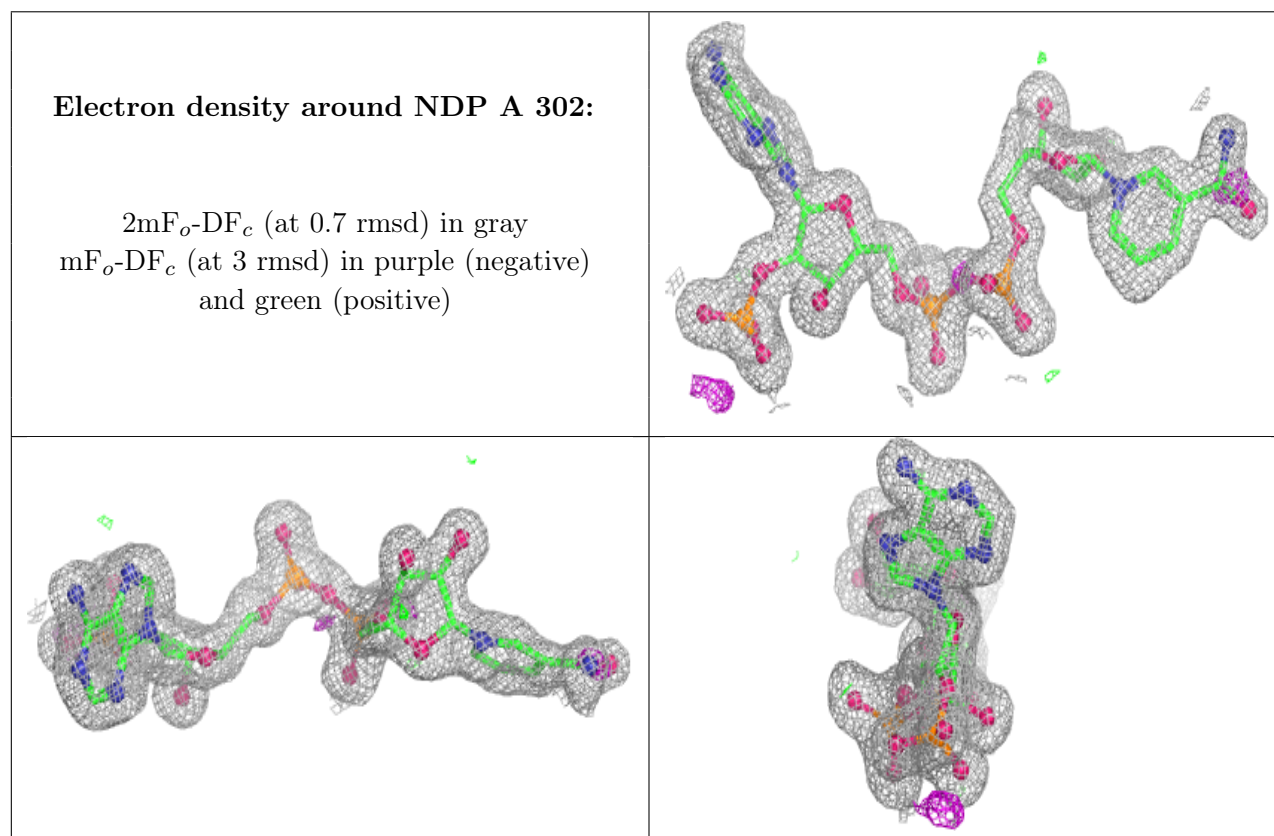 Electron density around NDP A 302:
2mFo-DFc (at 0.7 rmsd) in gray
mFo-DFc (at 3 rmsd) in purple (negative)
and green (positive)